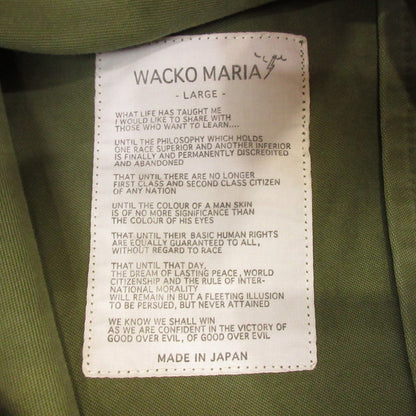 WACKO MARIA
- LARGE -
WHAT LIFE HAS TAUGHT ME
I WOULD LIKE TO SHARE WITH
THOSE WHO WANT TO LEARN....
UNTIL THE PHILOSOPHY WHICH HOLDS
ONE RACE SUPERIOR AND ANOTHER INFERIOR
IS FINALLY AND PERMANENTLY DISCREDITED
AND ABANDONED
THAT UNTIL THERE ARE NO LONGER
FIRST CLASS AND SECOND CLASS CITIZEN
OF ANY NATION
UNTIL THE COLOUR OF A MAN SKIN
IS OF NO MORE SIGNIFICANCE THAN
THE COLOUR OF HIS EYES
THAT UNTIL THEIR BASIC HUMAN RIGHTS
ARE EQUALLY GUARANTEED TO ALL,
WITHOUT REGARD TO RACE
THAT UNTIL THAT DAY,
THE DREAM OF LASTING PEACE, WORLD
CITIZENSHIP AND THE RULE OF INTER-
NATIONAL MORALITY
WILL REMAIN IN BUT A FLEETING ILLUSION
TO BE PERSUED, BUT NEVER ATTAINED
WE KNOW WE SHALL WIN
AS WE ARE CONFIDENT IN THE VICTORY OF
GOOD OVER EVIL, OF GOOD OVER EVIL
MADE IN JAPAN